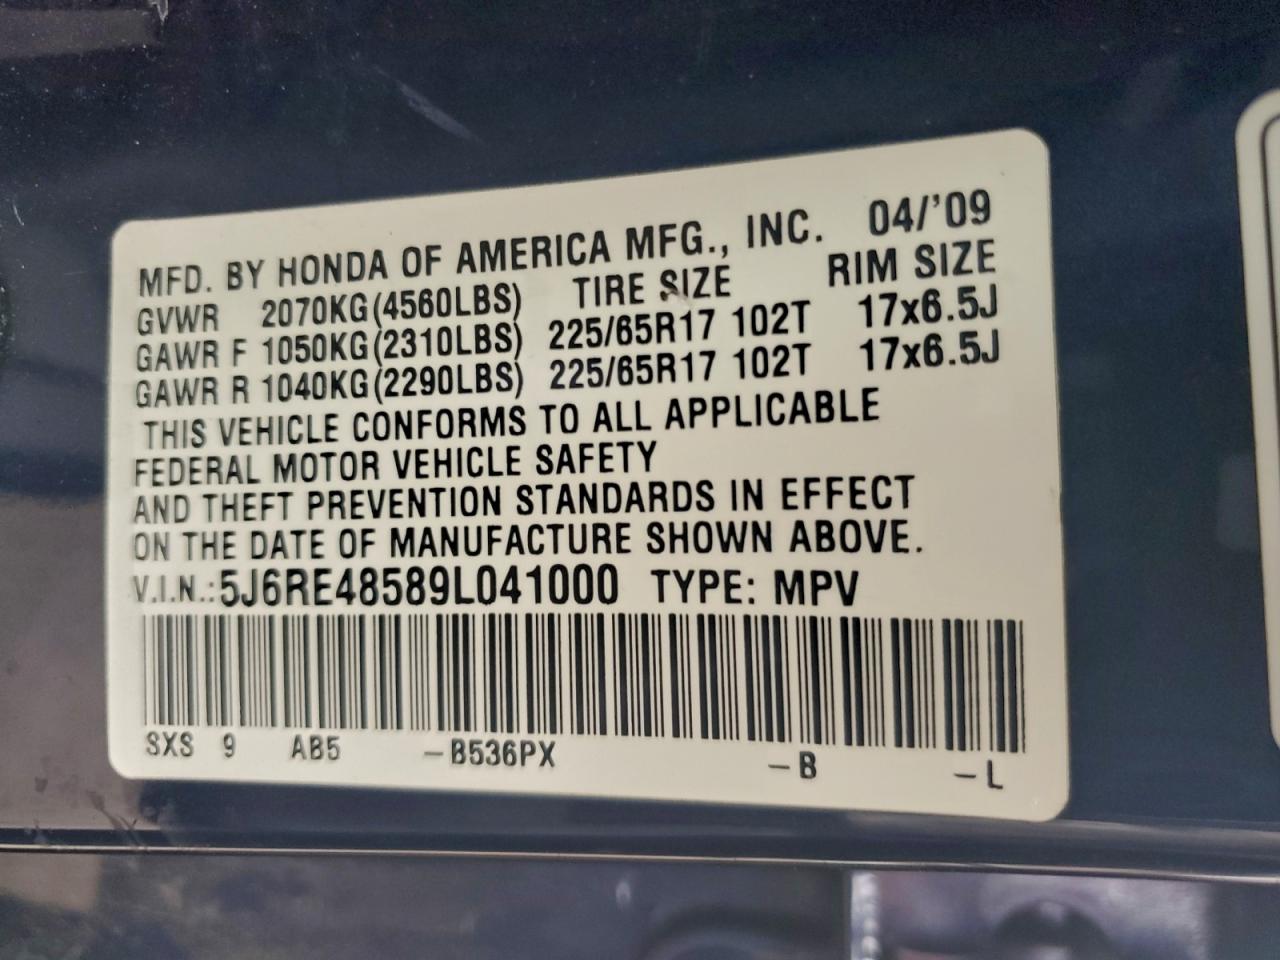 MFD. BY HONDA OF AMERICA MFG., INC. 04/'09
GVWR 2070KG(4560LBS) TIRE SIZE RIM SIZE
GAWR F 1050KG(2310LBS) 225/65R17 102T 17x6.5J
GAWR R 1040KG(2290LBS) 225/65R17 102T 17x6.5J
THIS VEHICLE CONFORMS TO ALL APPLICABLE
FEDERAL MOTOR VEHICLE SAFETY
AND THEFT PREVENTION STANDARDS IN EFFECT
ON THE DATE OF MANUFACTURE SHOWN ABOVE.
V.I.N.:5J6RE48589L041000 TYPE: MPV
SXS 9 AB5 -B536PX -B -L